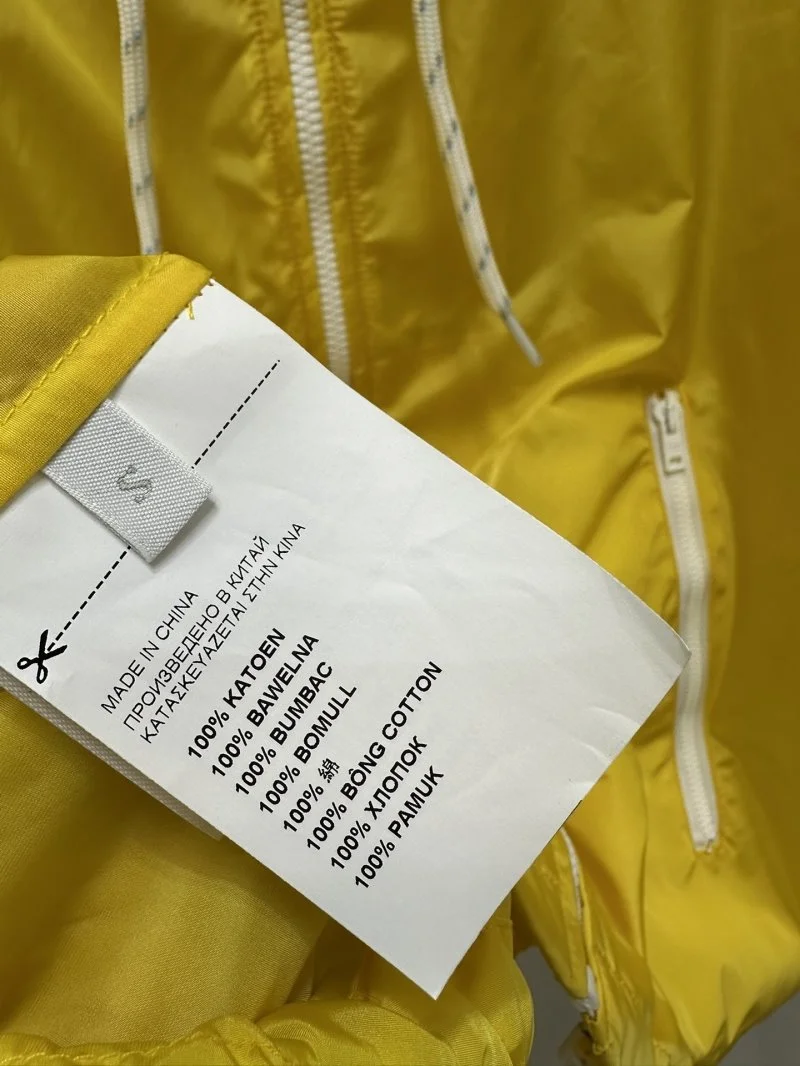 S
MADE IN CHINA
ПРОИЗВЕДЕНО В КИТАЙ
ΚΑΤΑΣΚΕΥΑΖΕΤΑΙ ΣΤΗΝ ΚΙΝΑ
100% KATOEN
100% BAWELNA
100% BUMBAC
100% BOMULL
100% 綿
100% BÔNG COTTON
100% ХЛОПОК
100% PAMUK